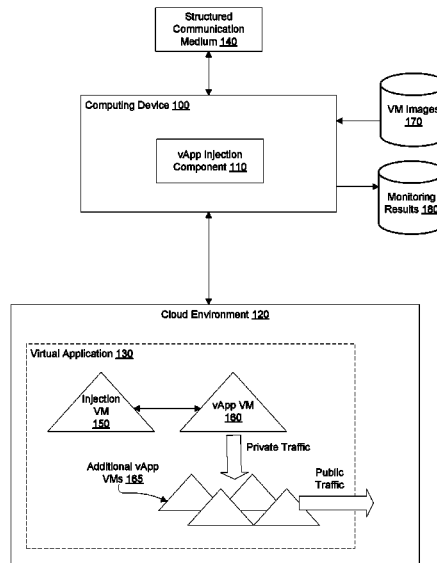 Structured
Communication
Medium 140
Computing Device 100
VM Images
170
vApp Injection
Component 110
Monitoring
Results 180
Cloud Environment 120
Virtual Application 130
Injection
VM
150
vApp VM
160
Private Traffic
Additional vApp
VMs 165
Public
Traffic